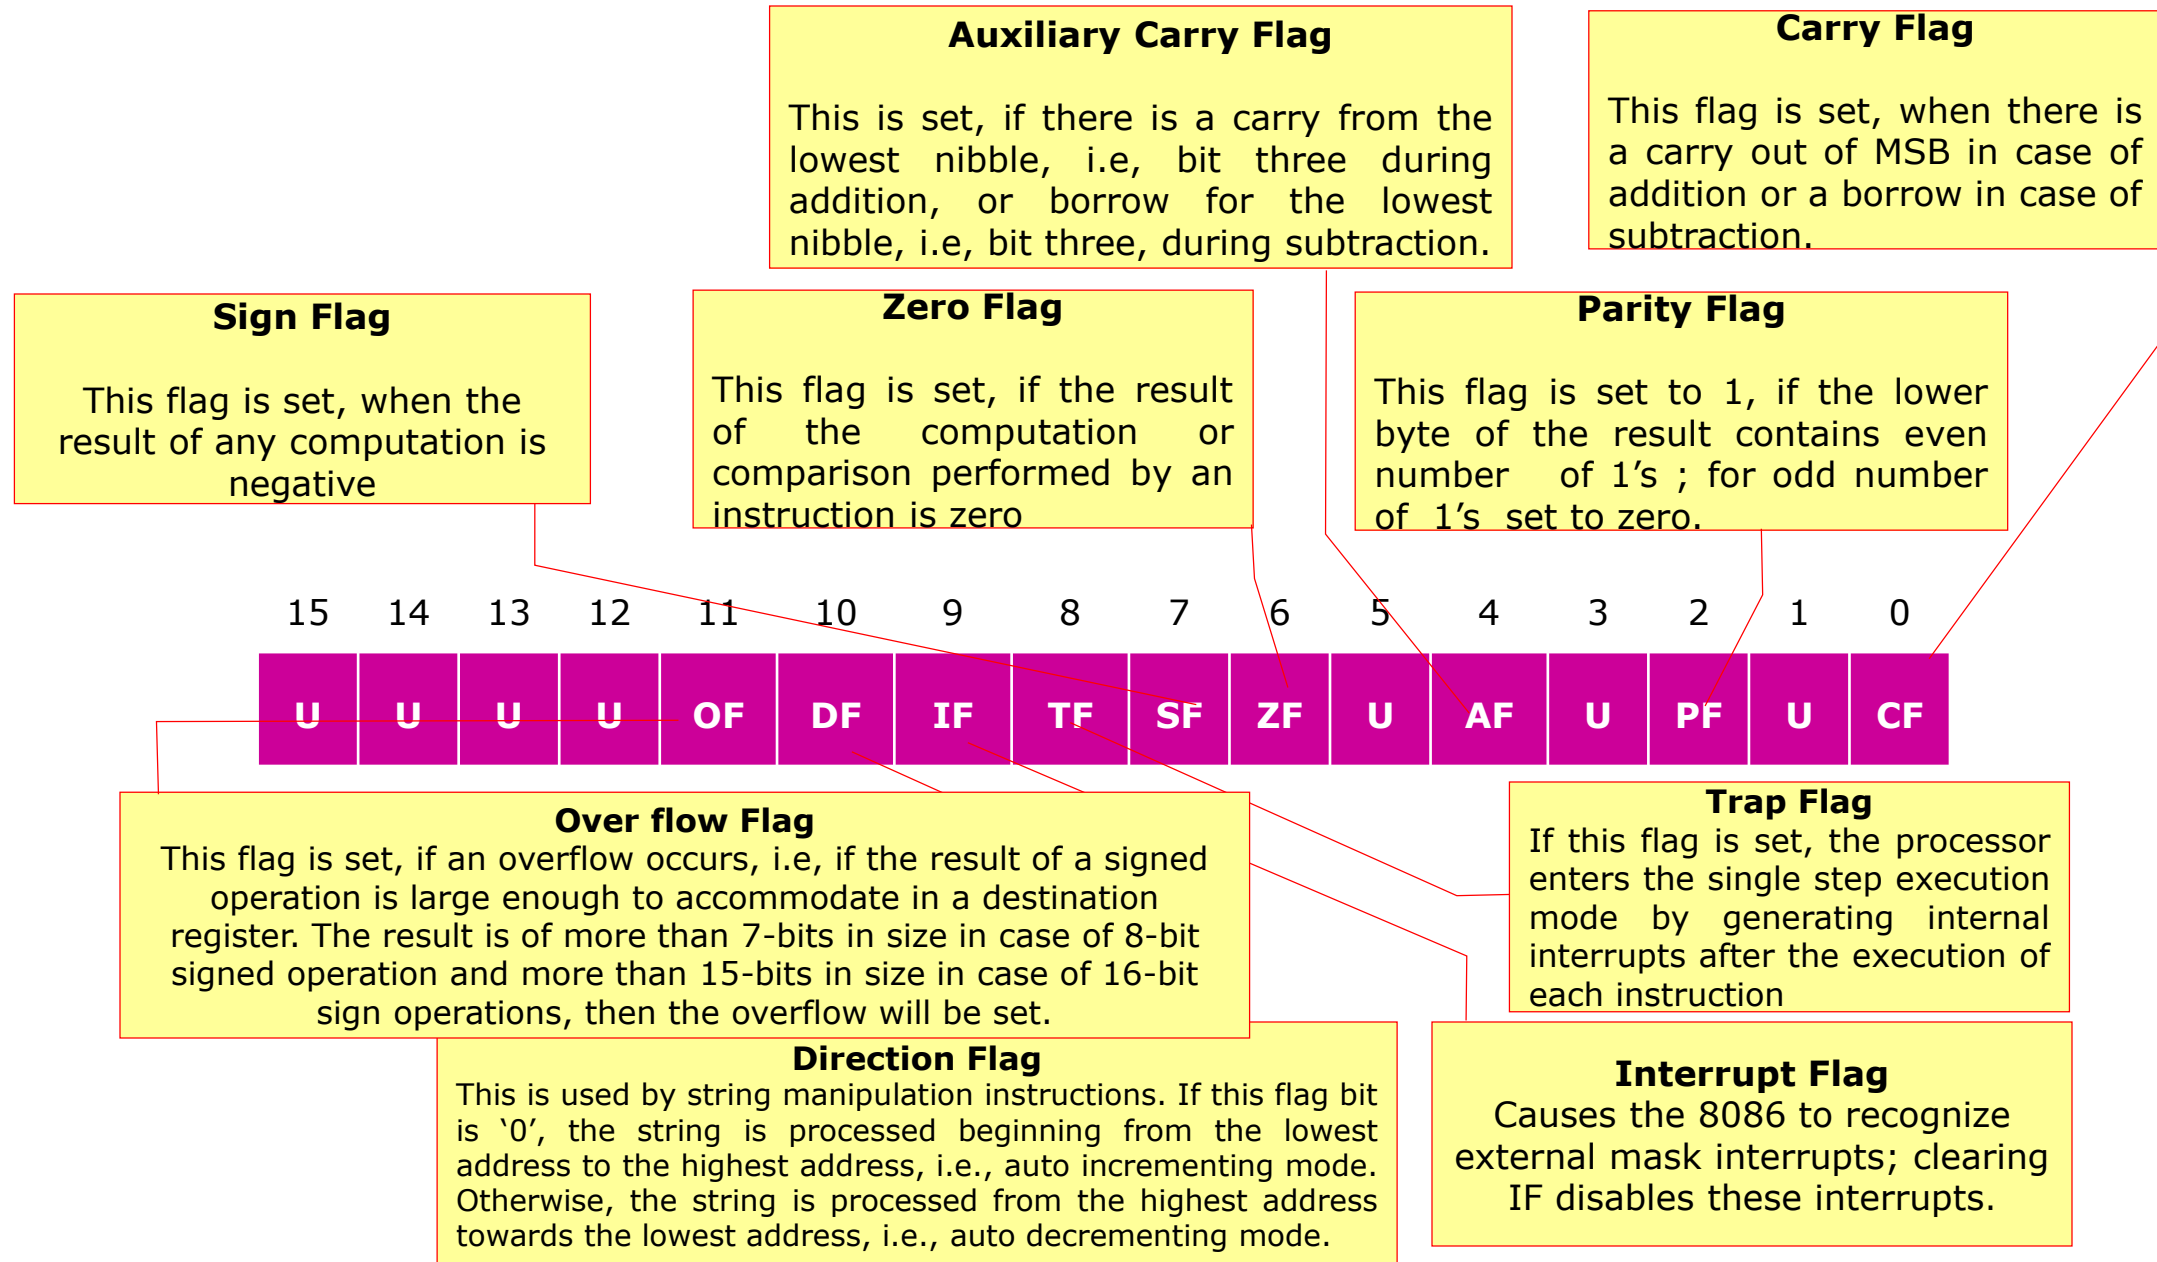 Auxiliary Carry Flag
This is set, if there is a carry from the
lowest nibble, i.e, bit three during
addition, or borrow for the lowest
nibble, i.e, bit three, during subtraction.
Carry Flag
This flag is set, when there is
a carry out of MSB in case of
addition or a borrow in case of
subtraction.
Sign Flag
This flag is set, when the
result of any computation is
negative
Zero Flag
This flag is set, if the result
of the computation or
comparison performed by an
instruction is zero
Parity Flag
This flag is set to 1, if the lower
byte of the result contains even
number of 1’s ; for odd number
of 1’s set to zero.
15 14 13 12 11 10 9 8 7 6 5 4 3 2 1 0
U U U U OF DF IF TF SF ZF U AF U PF U CF
Over flow Flag
This flag is set, if an overflow occurs, i.e, if the result of a signed
operation is large enough to accommodate in a destination
register. The result is of more than 7-bits in size in case of 8-bit
signed operation and more than 15-bits in size in case of 16-bit
sign operations, then the overflow will be set.
Trap Flag
If this flag is set, the processor
enters the single step execution
mode by generating internal
interrupts after the execution of
each instruction
Direction Flag
This is used by string manipulation instructions. If this flag bit
is ‘0’, the string is processed beginning from the lowest
address to the highest address, i.e., auto incrementing mode.
Otherwise, the string is processed from the highest address
towards the lowest address, i.e., auto decrementing mode.
Interrupt Flag
Causes the 8086 to recognize
external mask interrupts; clearing
IF disables these interrupts.